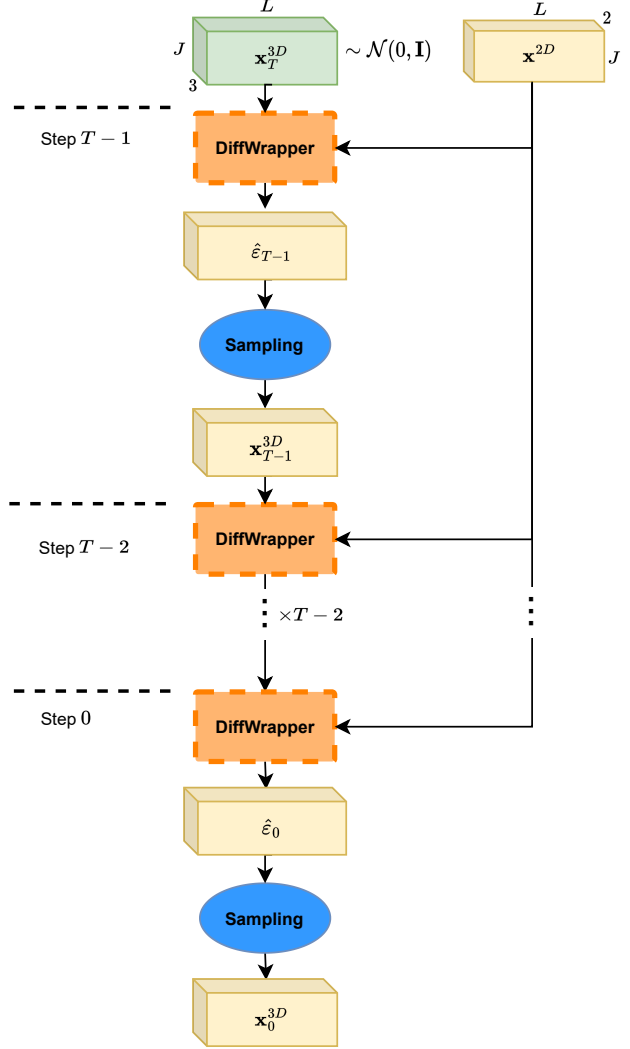 L
L
2
J
x_T^{3D}
∼ 𝒩(0, I)
x^{2D}
J
3
Step T − 1
DiffWrapper
ε̂_{T−1}
Sampling
x_{T−1}^{3D}
Step T − 2
DiffWrapper
×T − 2
Step 0
DiffWrapper
ε̂_0
Sampling
x_0^{3D}